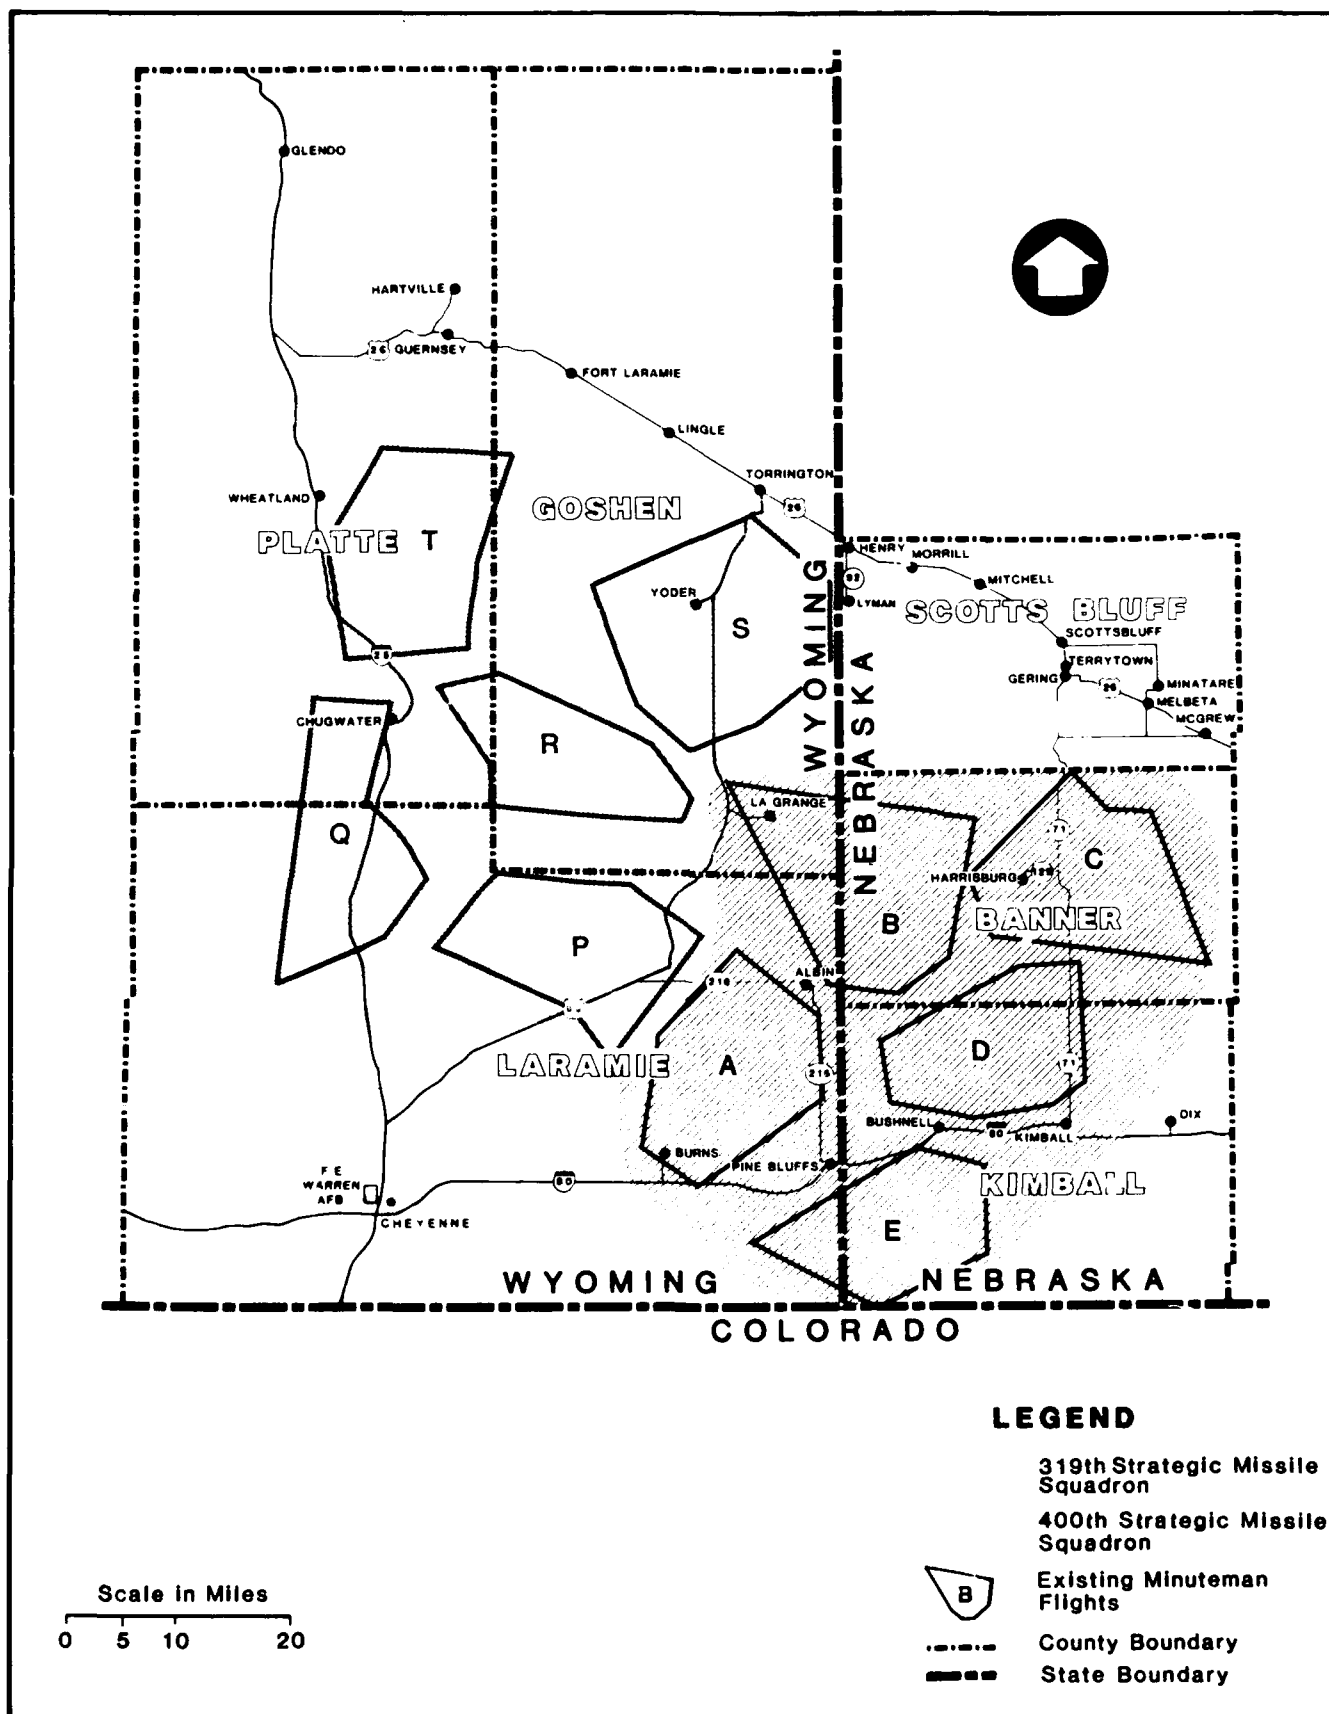 GLENDO
HARTVILLE
26
GUERNSEY
FORT LARAMIE
LINGLE
TORRINGTON
WHEATLAND
GOSHEN
26
PLATTE
T
HENRY
MORRILL
92
MITCHELL
YODER
LYMAN
SCOTTS BLUFF
S
WYOMING
SCOTTSBLUFF
25
TERRYTOWN
GERING
26
MINATARE
MELBETA
CHUGWATER
MCGREW
R
NEBRASKA
LA GRANGE
Q
71
C
HARRISBURG
B
BANNER
P
ALBIN
216
LARAMIE
A
D
215
71
BUSHNELL
80
KIMBALL
DIX
BURNS
PINE BLUFFS
F E
WARREN
AFB
80
KIMBALL
CHEYENNE
E
WYOMING
NEBRASKA
COLORADO
LEGEND
319th Strategic Missile
Squadron
400th Strategic Missile
Squadron
B
Existing Minuteman
Flights
County Boundary
State Boundary
Scale in Miles
0 5 10 20